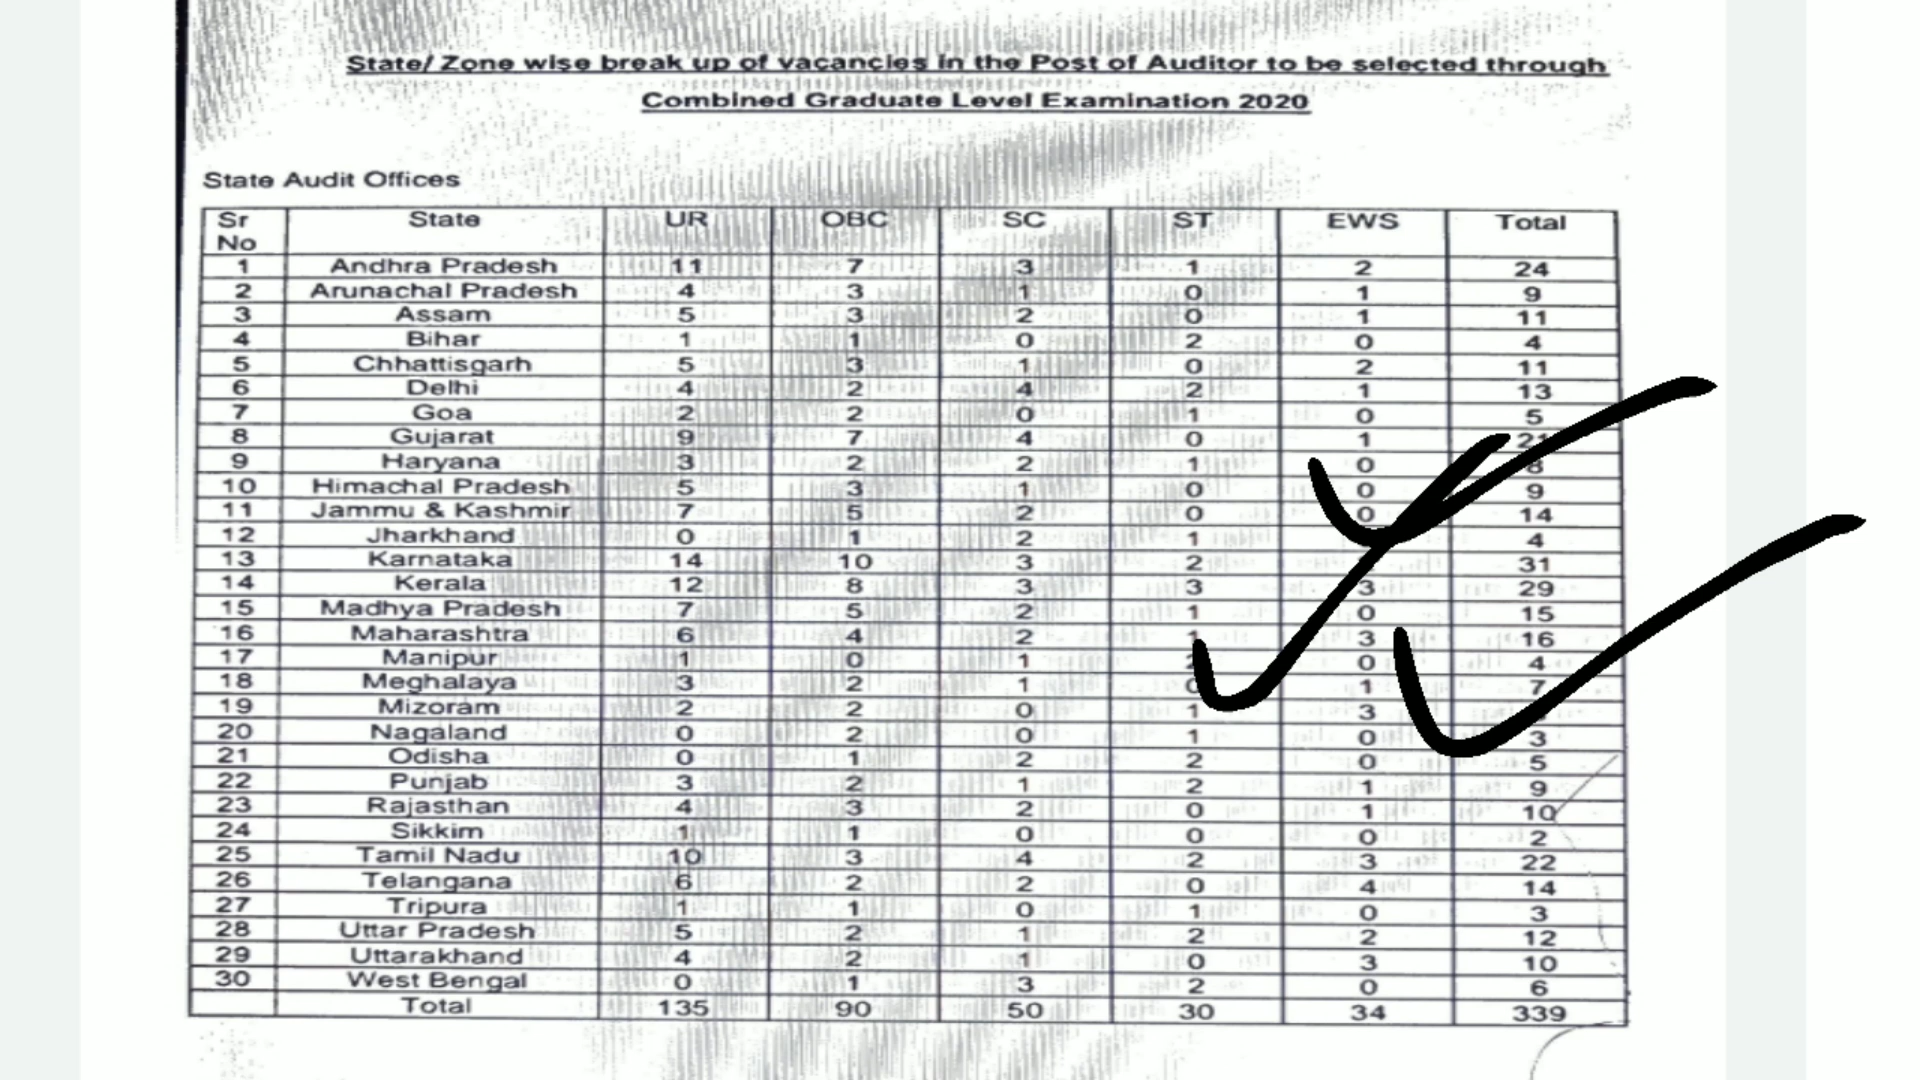 State/ Zone wise break up of vacancies in the Post of Auditor to be selected through
Combined Graduate Level Examination 2020
State Audit Offices
Sr No State UR OBC SC ST EWS Total
1 Andhra Pradesh 11 7 3 1 2 24
2 Arunachal Pradesh 4 3 1 0 1 9
3 Assam 5 3 2 0 1 11
4 Bihar 1 1 0 2 0 4
5 Chhattisgarh 5 3 1 0 2 11
6 Delhi 4 2 4 2 1 13
7 Goa 2 2 0 1 0 5
8 Gujarat 9 7 4 0 1 21
9 Haryana 3 2 2 1 0 8
10 Himachal Pradesh 5 3 1 0 0 9
11 Jammu & Kashmir 7 5 2 0 0 14
12 Jharkhand 0 1 2 1 4
13 Karnataka 14 10 3 2 31
14 Kerala 12 8 3 3 3 29
15 Madhya Pradesh 7 5 2 1 0 15
16 Maharashtra 6 4 2 1 3 16
17 Manipur 1 0 1 2 0 4
18 Meghalaya 3 2 1 0 1 7
19 Mizoram 2 2 0 1 3
20 Nagaland 0 2 0 1 0 3
21 Odisha 0 1 2 2 0 5
22 Punjab 3 2 1 2 1 9
23 Rajasthan 4 3 2 0 1 10
24 Sikkim 1 1 0 0 0 2
25 Tamil Nadu 10 3 4 2 3 22
26 Telangana 6 2 2 0 4 14
27 Tripura 1 1 0 1 0 3
28 Uttar Pradesh 5 2 1 2 2 12
29 Uttarakhand 4 2 1 0 3 10
30 West Bengal 0 1 3 2 0 6
Total 135 90 50 30 34 339